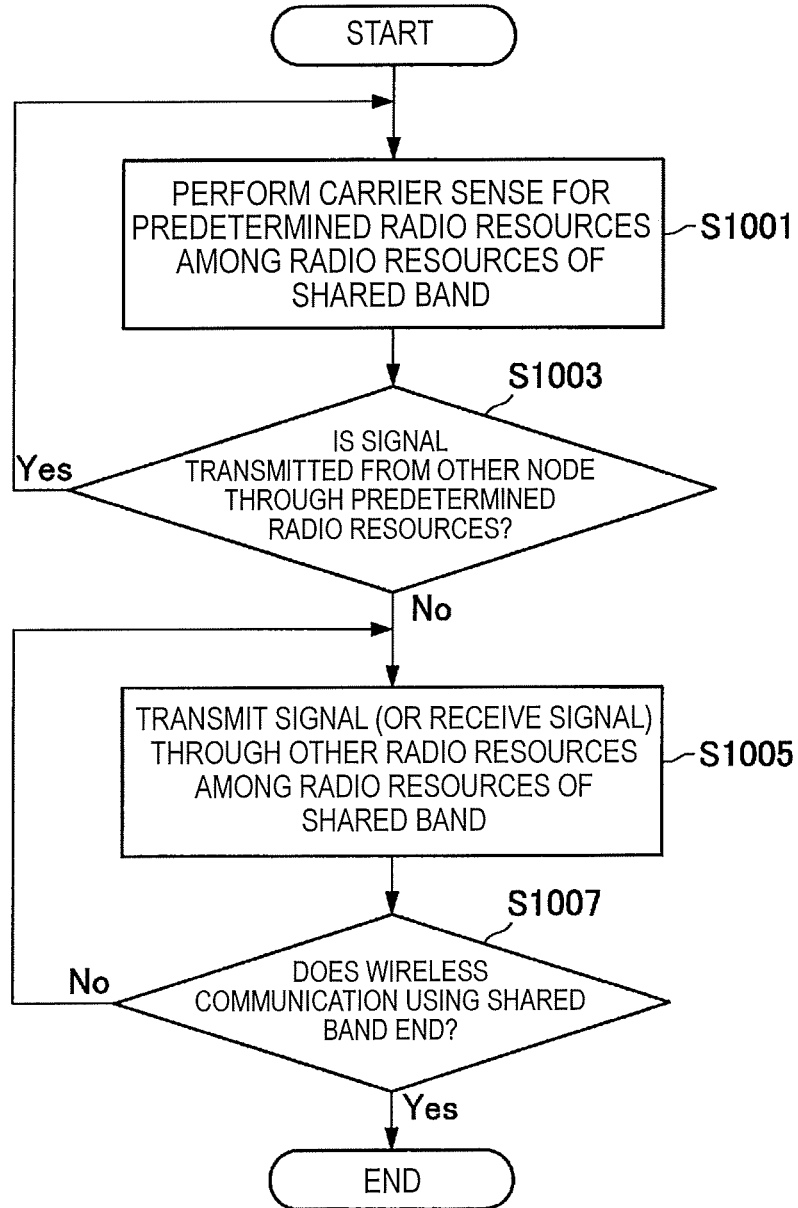 START
PERFORM CARRIER SENSE FOR
PREDETERMINED RADIO RESOURCES
AMONG RADIO RESOURCES OF
SHARED BAND
S1001
S1003
IS SIGNAL
TRANSMITTED FROM OTHER NODE
THROUGH PREDETERMINED
RADIO RESOURCES?
Yes
No
TRANSMIT SIGNAL (OR RECEIVE SIGNAL)
THROUGH OTHER RADIO RESOURCES
AMONG RADIO RESOURCES OF
SHARED BAND
S1005
S1007
DOES WIRELESS
COMMUNICATION USING SHARED
BAND END?
No
Yes
END